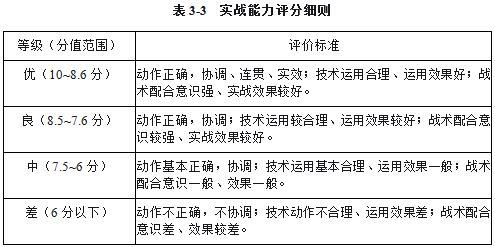 表 3-3 实战能力评分细则
等级（分值范围）
评价标准
优（10~8.6 分）
动作正确，协调、连贯、实效；技术运用合理、运用效果好；战
术配合意识强、实战效果较好。
良（8.5~7.6 分）
动作正确，协调；技术运用较合理、运用效果较好；战术配合意
识较强、实战效果较好。
中（7.5~6 分）
动作基本正确，协调；技术运用基本合理、运用效果一般；战术
配合意识一般、效果一般。
差（6 分以下）
动作不正确，不协调；技术动作不合理、运用效果差；战术配合
意识差、效果较差。